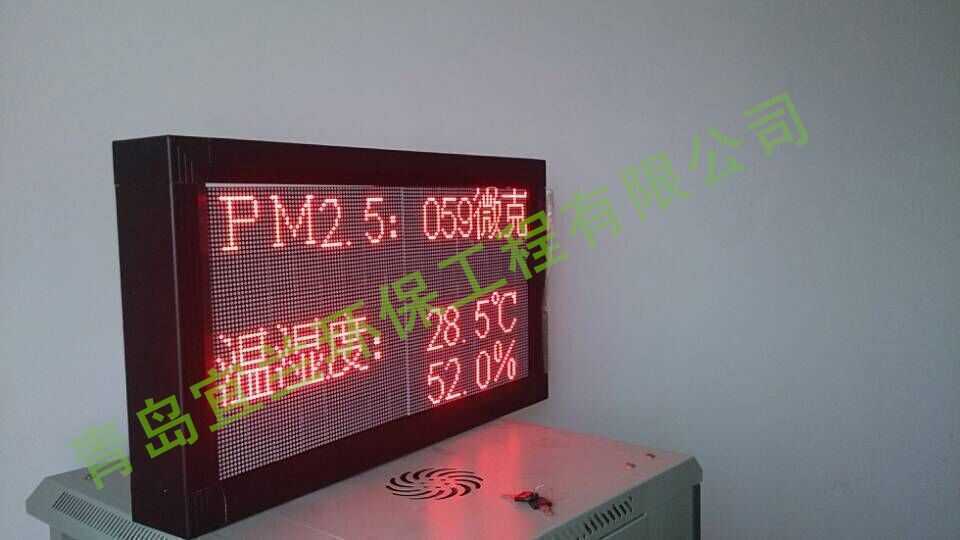 PM2.5: 059微克
温湿度: 28.5℃
52.0%
环保工程有限公司
青岛宜